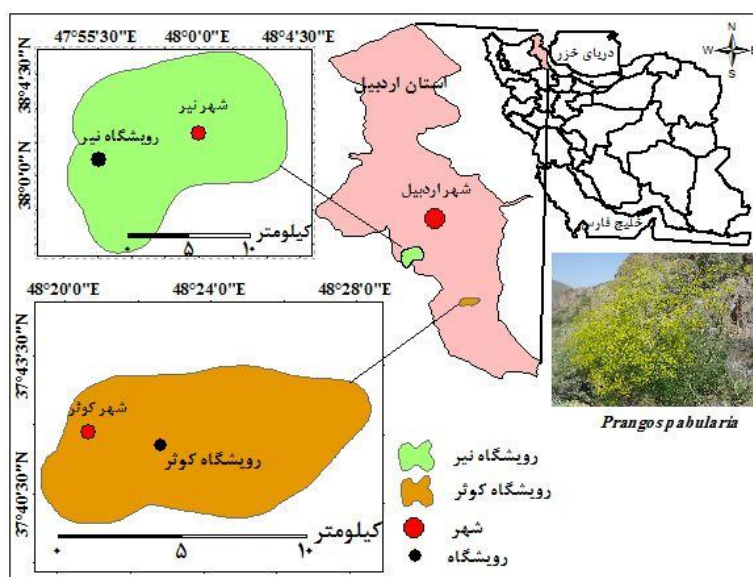 47°55'30"E
48°0'0"E
48°4'30"E
38°4'30"N
38°0'0"N
شهر نیر
رویشگاه نیر
۰ ۵ ۱۰ کیلومتر
استان اردبیل
شهر اردبیل
دریای خزر
خلیج فارس
N
W E
S
48°20'0"E
48°24'0"E
48°28'0"E
37°43'30"N
37°40'30"N
شهر کوثر
رویشگاه کوثر
کیلومتر
۰ ۵ ۱۰
Prangos pabularia
رویشگاه نیر
رویشگاه کوثر
شهر
رویشگاه